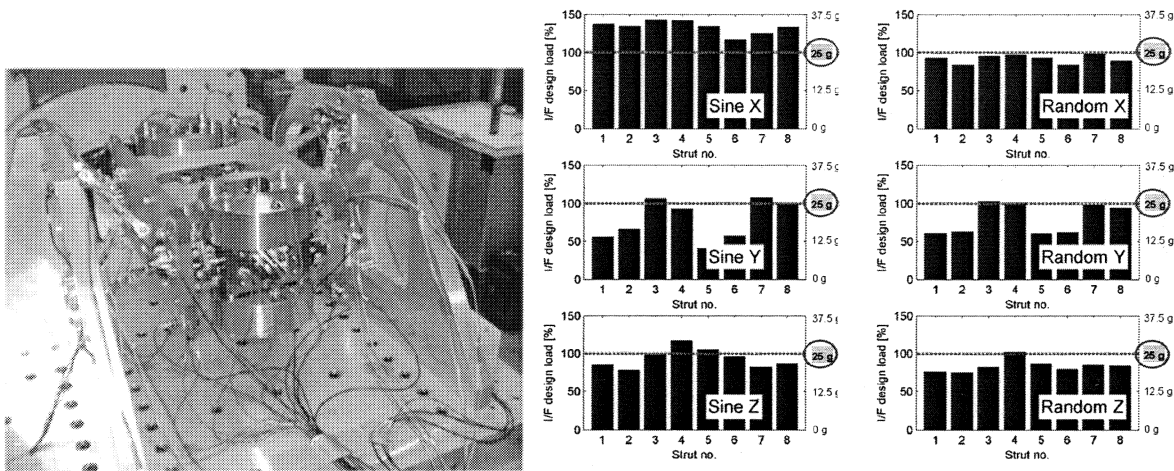 I/F design load [%]
150
100
50
0
37.5 g
25 g
12.5 g
0 g
Sine X
1 2 3 4 5 6 7 8
Strut no.
I/F design load [%]
150
100
50
0
37.5 g
25 g
12.5 g
0 g
Random X
1 2 3 4 5 6 7 8
Strut no.
I/F design load [%]
150
100
50
0
37.5 g
25 g
12.5 g
0 g
Sine Y
1 2 3 4 5 6 7 8
Strut no.
I/F design load [%]
150
100
50
0
37.5 g
25 g
12.5 g
0 g
Random Y
1 2 3 4 5 6 7 8
Strut no.
I/F design load [%]
150
100
50
0
37.5 g
25 g
12.5 g
0 g
Sine Z
1 2 3 4 5 6 7 8
Strut no.
I/F design load [%]
150
100
50
0
37.5 g
25 g
12.5 g
0 g
Random Z
1 2 3 4 5 6 7 8
Strut no.